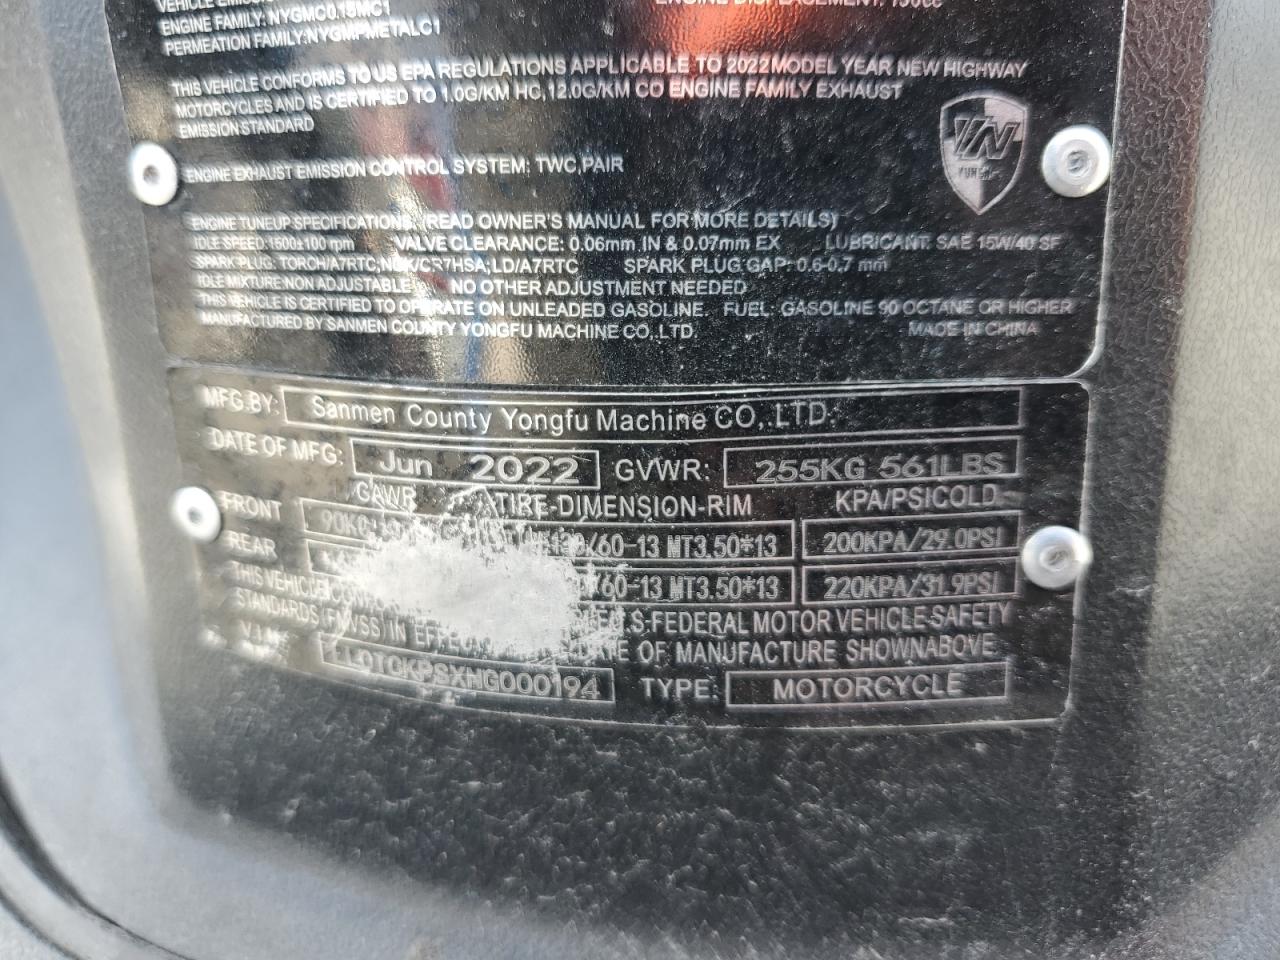 ENGINE DISPLACEMENT: 150cc
ENGINE FAMILY: NYGMC0.15MC1
PERMEATION FAMILY:NYGMPMETALC1
THIS VEHICLE CONFORMS TO US EPA REGULATIONS APPLICABLE TO 2022 MODEL YEAR NEW HIGHWAY
MOTORCYCLES AND IS CERTIFIED TO 1.0G/KM HC,12.0G/KM CO ENGINE FAMILY EXHAUST
EMISSION STANDARD
ENGINE EXHAUST EMISSION CONTROL SYSTEM: TWC,PAIR
ENGINE TUNEUP SPECIFICATIONS: (READ OWNER'S MANUAL FOR MORE DETAILS)
IDLE SPEED:1500±100 rpm VALVE CLEARANCE: 0.06mm IN & 0.07mm EX LUBRICANT: SAE 15W/40 SF
SPARK PLUG: TORCH/A7RTC;NGK/CR7HSA;LD/A7RTC SPARK PLUG GAP: 0.6-0.7 mm
IDLE MIXTURE:NON ADJUSTABLE NO OTHER ADJUSTMENT NEEDED
THIS VEHICLE IS CERTIFIED TO OPERATE ON UNLEADED GASOLINE. FUEL: GASOLINE 90 OCTANE OR HIGHER
MANUFACTURED BY SANMEN COUNTY YONGFU MACHINE CO,.LTD. MADE IN CHINA
MFG.BY: Sanmen County Yongfu Machine CO,.LTD.
DATE OF MFG: Jun 2022 GVWR: 255KG 561LBS
GAWR TIRE-DIMENSION-RIM KPA/PSI COLD
FRONT 130/60-13 MT3.50*13 200KPA/29.0PSI
REAR /60-13 MT3.50*13 220KPA/31.9PSI
THIS VEHICLE U.S-FEDERAL MOTOR VEHICLE SAFETY
STANDARDS (FMVSS) IN EFFECT OF MANUFACTURE SHOWNABOVE
V.I.N TYPE: MOTORCYCLE